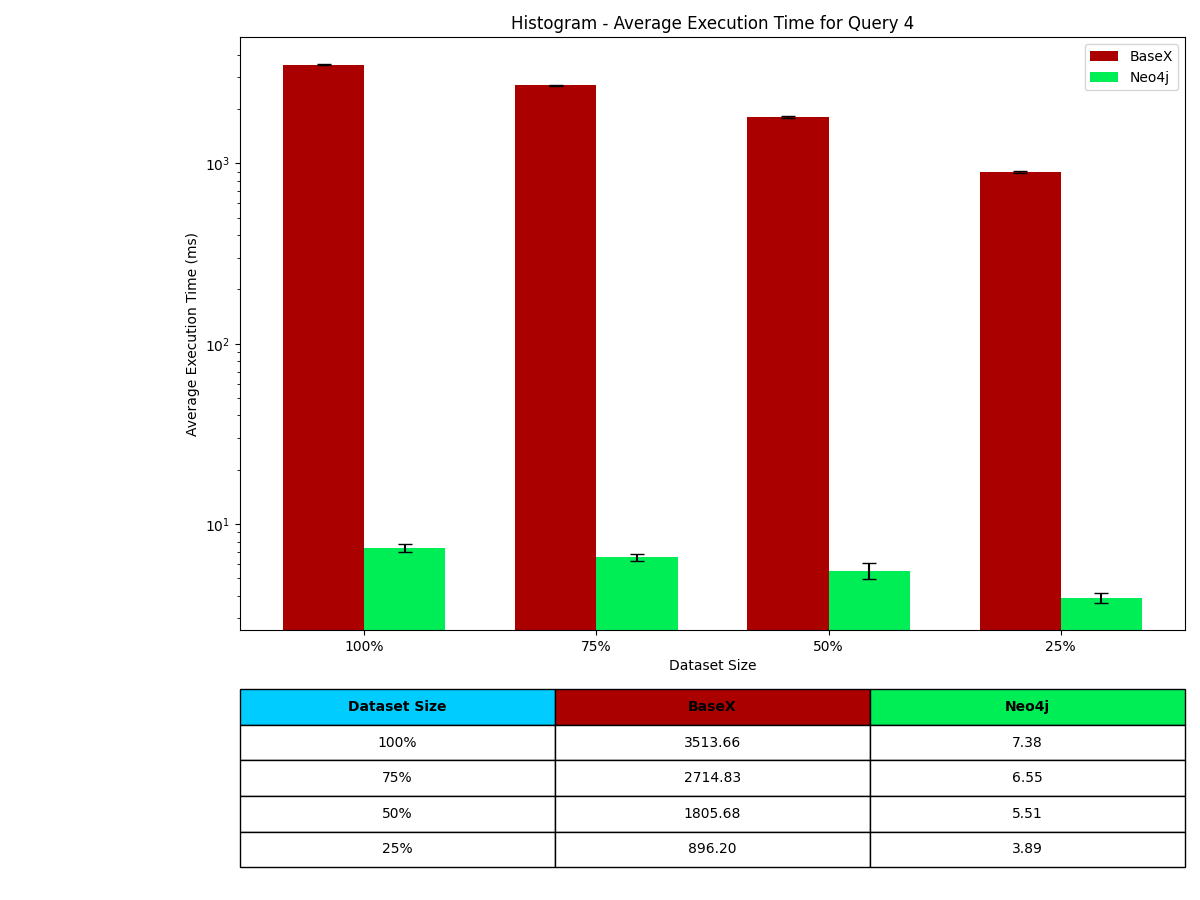 Histogram - Average Execution Time for Query 4
BaseX
Neo4j
Average Execution Time (ms)
10³
10²
10¹
100% 75% 50% 25%
Dataset Size
Dataset Size BaseX Neo4j
100% 3513.66 7.38
75% 2714.83 6.55
50% 1805.68 5.51
25% 896.20 3.89